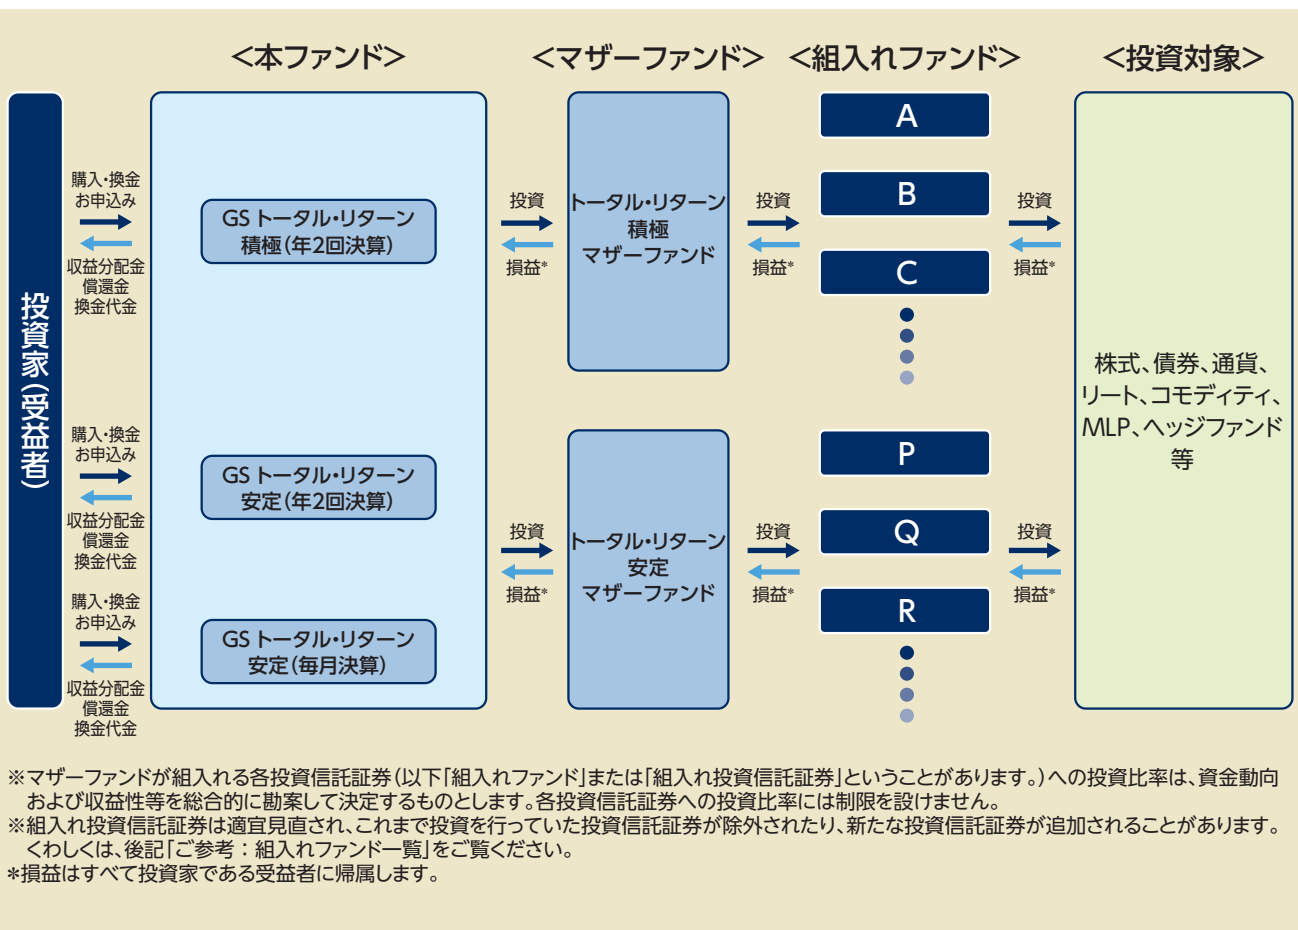 ＜本ファンド＞
＜マザーファンド＞
＜組入れファンド＞
＜投資対象＞
投資家（受益者）
購入・換金
お申込み
収益分配金
償還金
換金代金
GS トータル・リターン
積極（年2回決算）
投資
損益*
トータル・リターン
積極
マザーファンド
投資
損益*
A
B
C
投資
損益*
購入・換金
お申込み
収益分配金
償還金
換金代金
GS トータル・リターン
安定（年2回決算）
購入・換金
お申込み
収益分配金
償還金
換金代金
GS トータル・リターン
安定（毎月決算）
投資
損益*
トータル・リターン
安定
マザーファンド
投資
損益*
P
Q
R
投資
損益*
株式、債券、通貨、
リート、コモディティ、
MLP、ヘッジファンド
等
※マザーファンドが組入れる各投資信託証券（以下「組入れファンド」または「組入れ投資信託証券」ということがあります。）への投資比率は、資金動向
および収益性等を総合的に勘案して決定するものとします。各投資信託証券への投資比率には制限を設けません。
※組入れ投資信託証券は適宜見直され、これまで投資を行っていた投資信託証券が除外されたり、新たな投資信託証券が追加されることがあります。
くわしくは、後記「ご参考：組入れファンド一覧」をご覧ください。
*損益はすべて投資家である受益者に帰属します。